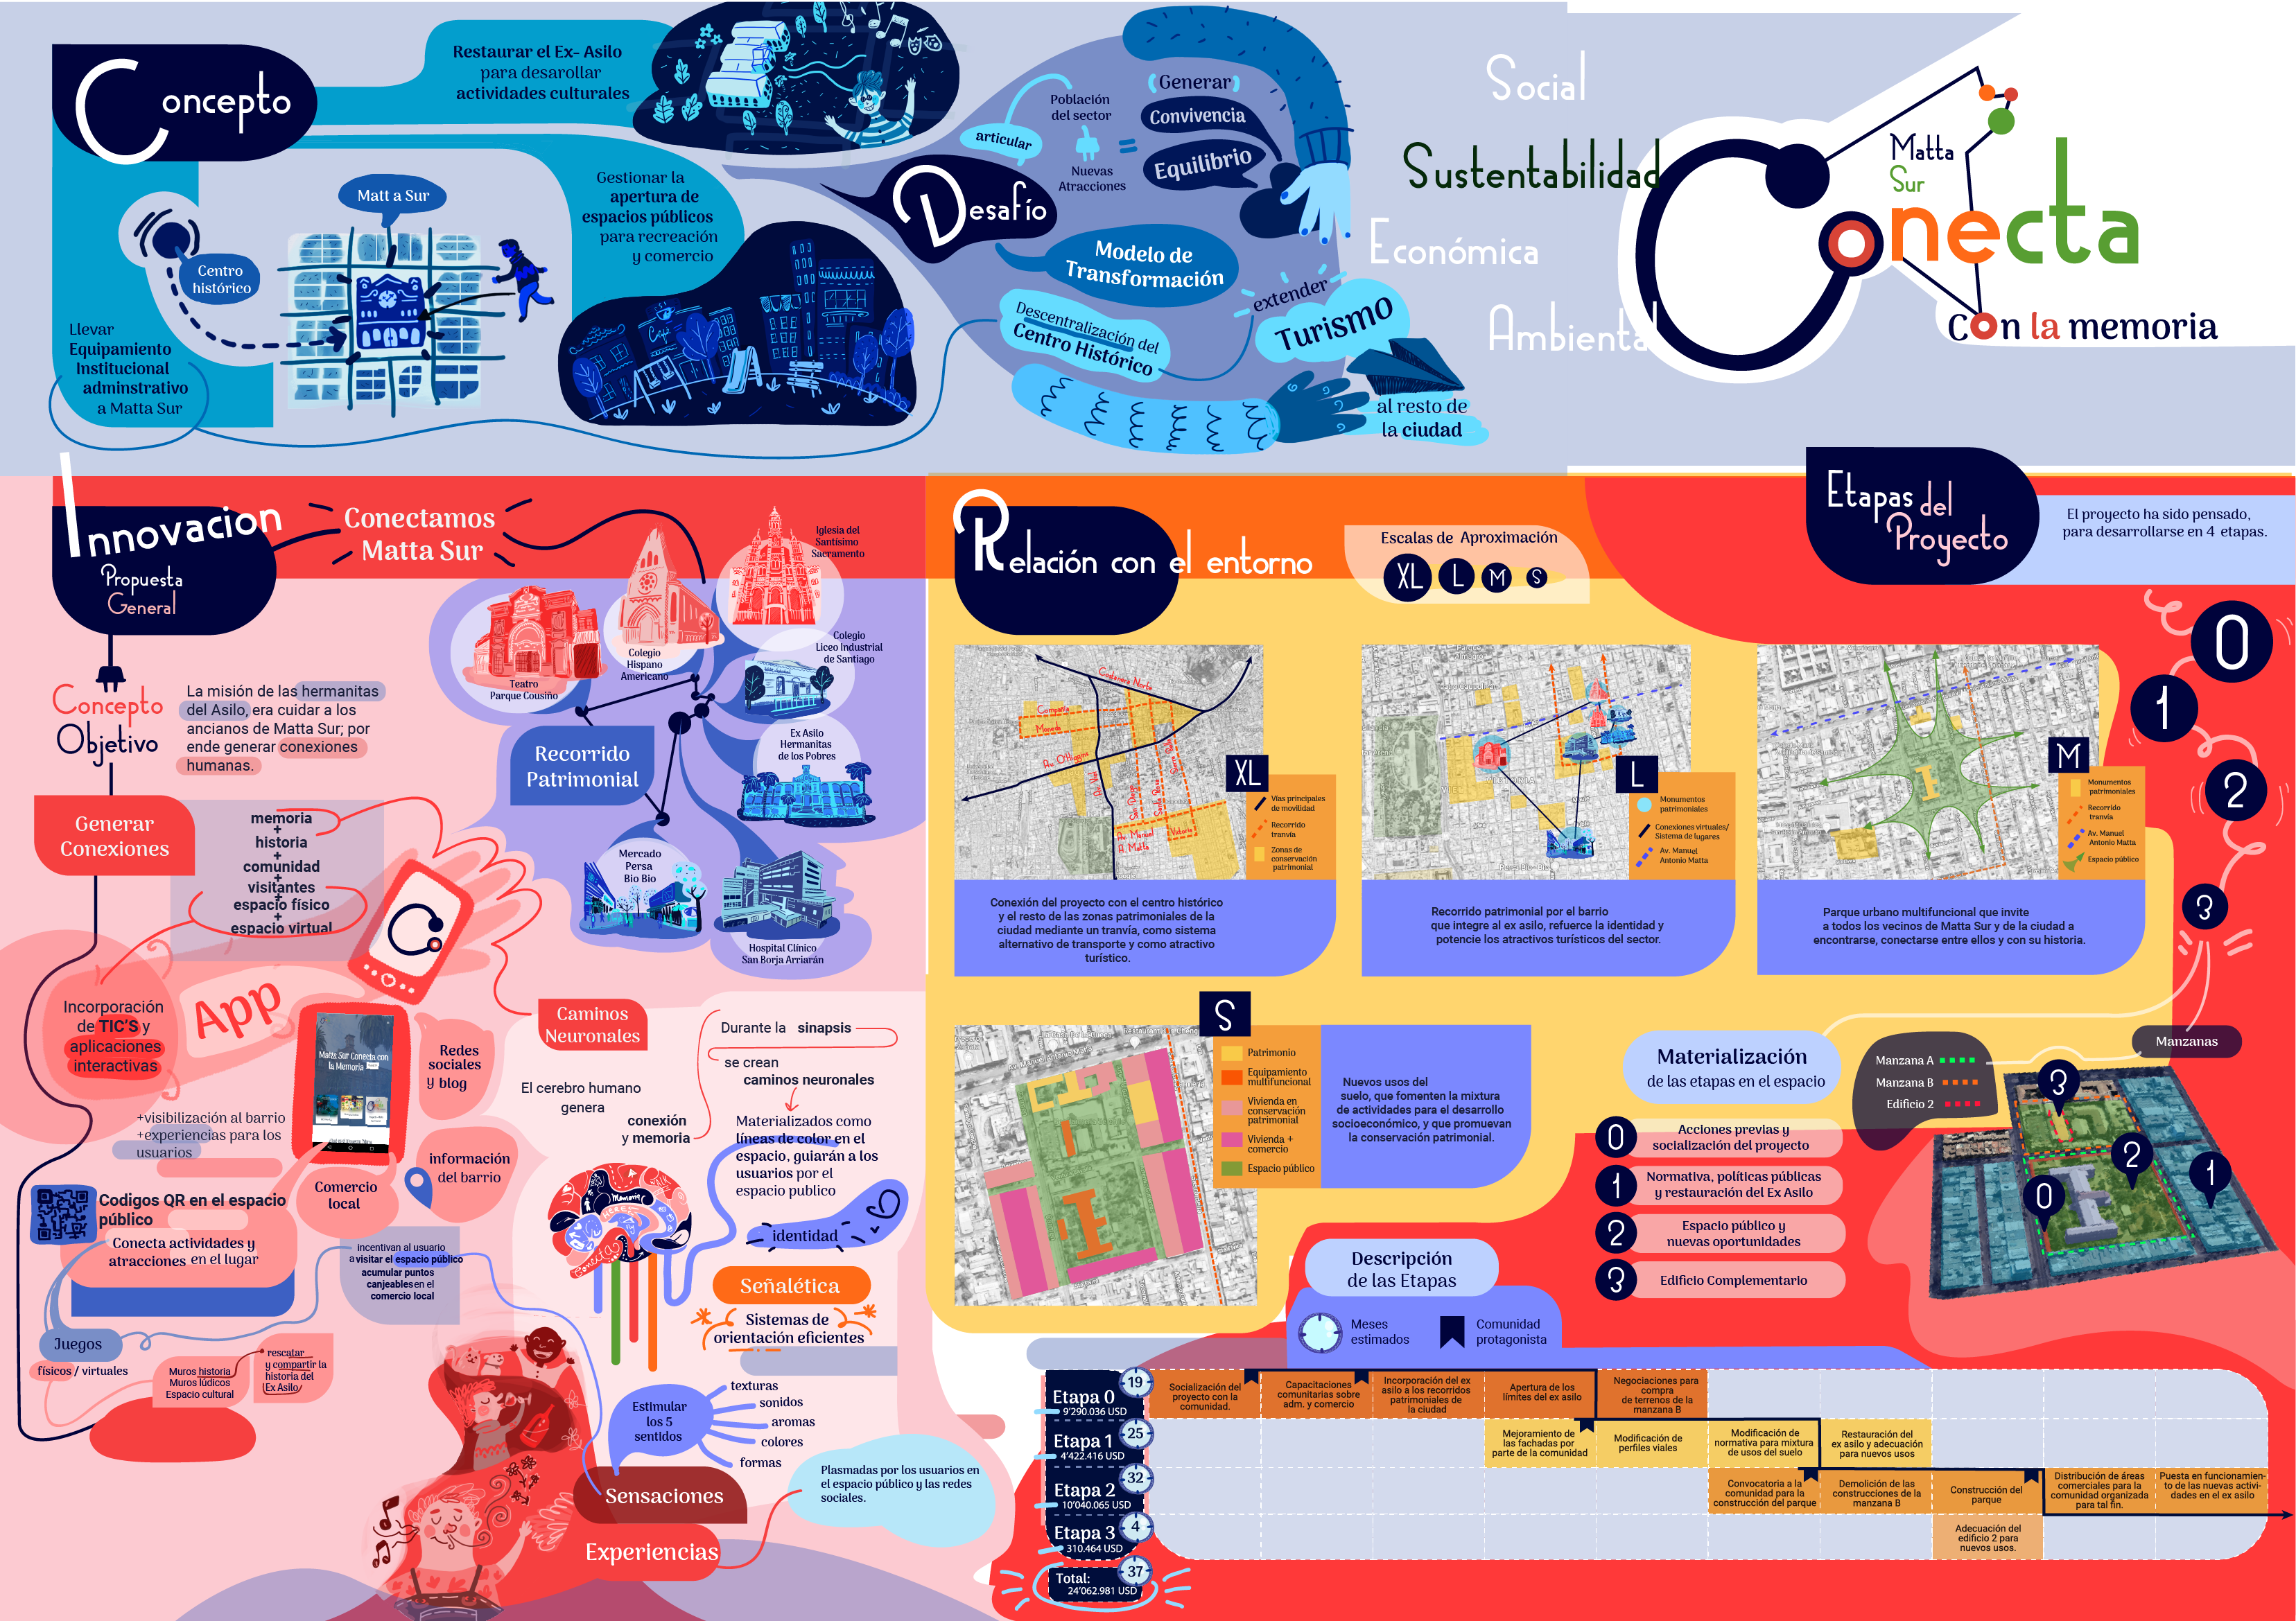 Concepto
Restaurar el Ex- Asilo
para desarollar
actividades culturales
Gestionar la
apertura de
espacios públicos
para recreación
y comercio
Matt a Sur
Centro
histórico
Llevar
Equipamiento
Institucional
adminstrativo
a Matta Sur
Café
Desafío
articular
Población
del sector
Nuevas
Atracciones
=
(Generar)
Convivencia
Equilibrio
Modelo de
Transformación
Descentralización del
Centro Histórico
extender
Turismo
al resto de
la ciudad
Social
Sustentabilidad
Económica
Ambiental
Matta
Sur
Conecta
Con la memoria
Innovacion
Propuesta
General
Conectamos
Matta Sur
Concepto
Objetivo
La misión de las hermanitas
del Asilo, era cuidar a los
ancianos de Matta Sur; por
ende generar conexiones
humanas.
Generar
Conexiones
memoria
+
historia
+
comunidad
+
visitantes
+
espacio físico
+
espacio virtual
Iglesia del
Santísimo
Sacramento
Teatro
Parque Cousiño
Colegio
Hispano
Americano
Colegio
Liceo Industrial
de Santiago
Ex Asilo
Hermanitas
de los Pobres
Recorrido
Patrimonial
Mercado
Persa
Bio Bio
Hospital Clínico
San Borja Arriarán
Incorporación
de TIC'S y
aplicaciones
interactivas
App
Matta Sur Conecta con
la Memoria
Redes
sociales
y blog
+visibilización al barrio
+experiencias para los
usuarios
información
del barrio
Comercio
local
Codigos QR en el espacio
público
Conecta actividades y
atracciones en el lugar
incentivan al usuario
a visitar el espacio público
acumular puntos
canjeables en el
comercio local
Juegos
físicos / virtuales
Muros historia
Muros lúdicos
Espacio cultural
rescatar
y compartir la
historia del
Ex Asilo
Caminos
Neuronales
El cerebro humano
genera
conexión
y memoria
Durante la sinapsis
se crean
caminos neuronales
Materializados como
líneas de color en el
espacio, guiarán a los
usuarios por el
espacio publico
identidad
Señalética
Sistemas de
orientación eficientes
Estimular
los 5
sentidos
texturas
sonidos
aromas
colores
formas
Sensaciones
Experiencias
Plasmadas por los usuarios en
el espacio público y las redes
sociales.
Relación con el entorno
Escalas de Aproximación
XL L M S
Costanera Norte
Compañía
Moneda
Av. O'Higgins
Santa Rosa
Av. Manuel
A. Matta
Victoria
XL
Vías principales
de movilidad
Recorrido
tranvía
Zonas de
conservación
patrimonial
Conexión del proyecto con el centro histórico
y el resto de las zonas patrimoniales de la
ciudad mediante un tranvía, como sistema
alternativo de transporte y como atractivo
turístico.
L
Monumentos
patrimoniales
Conexiones virtuales/
Sistema de lugares
Av. Manuel
Antonio Matta
Recorrido patrimonial por el barrio
que integre al ex asilo, refuerce la identidad y
potencie los atractivos turísticos del sector.
M
Monumentos
patrimoniales
Recorrido
tranvía
Av. Manuel
Antonio Matta
Espacio público
Parque urbano multifuncional que invite
a todos los vecinos de Matta Sur y de la ciudad a
encontrarse, conectarse entre ellos y con su historia.
S
Patrimonio
Equipamiento
multifuncional
Vivienda en
conservación
patrimonial
Vivienda +
comercio
Espacio público
Nuevos usos del
suelo, que fomenten la mixtura
de actividades para el desarrollo
socioeconómico, y que promuevan
la conservación patrimonial.
Etapas del
Proyecto
El proyecto ha sido pensado,
para desarrollarse en 4 etapas.
0
1
2
3
Materialización
de las etapas en el espacio
Manzanas
Manzana A
Manzana B
Edificio 2
0 Acciones previas y
socialización del proyecto
1 Normativa, políticas públicas
y restauración del Ex Asilo
2 Espacio público y
nuevas oportunidades
3 Edificio Complementario
3
2
1
0
Descripción
de las Etapas
Meses
estimados
Comunidad
protagonista
Etapa 0
9'290.036 USD
19
Socialización del
proyecto con la
comunidad.
Capacitaciones
comunitarias sobre
adm. y comercio
Incorporación del ex
asilo a los recorridos
patrimoniales de
la ciudad
Apertura de los
límites del ex asilo
Negociaciones para
compra
de terrenos de la
manzana B
Etapa 1
4'422.416 USD
25
Mejoramiento de
las fachadas por
parte de la comunidad
Modificación de
perfiles viales
Modificación de
normativa para mixtura
de usos del suelo
Restauración del
ex asilo y adecuación
para nuevos usos
Etapa 2
10'040.065 USD
32
Convocatoria a la
comunidad para la
construcción del parque
Demolición de las
construcciones de la
manzana B
Construcción del
parque
Distribución de áreas
comerciales para la
comunidad organizada
para tal fin.
Puesta en funcionamien-
to de las nuevas activi-
dades en el ex asilo
Etapa 3
310.464 USD
4
Adecuación del
edificio 2 para
nuevos usos.
Total:
24'062.981 USD
37